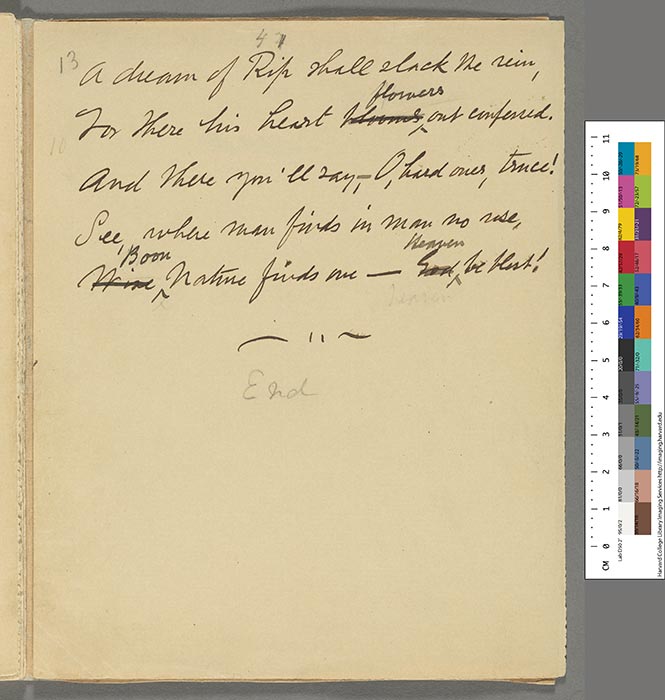 47
13
A dream of Rip shall slack the rein,
flowers
For there his heart blooms out conferred.
10
And there you'll say,— O, hard ones, truce!
See, where man finds in man no use,
Boon Heaven
Wise Nature finds one — God be blest!
heaven
~ " ~
End
CM 0 1 2 3 4 5 6 7 8 9 10 11
Harvard College Library Imaging Services http://imaging.harvard.edu